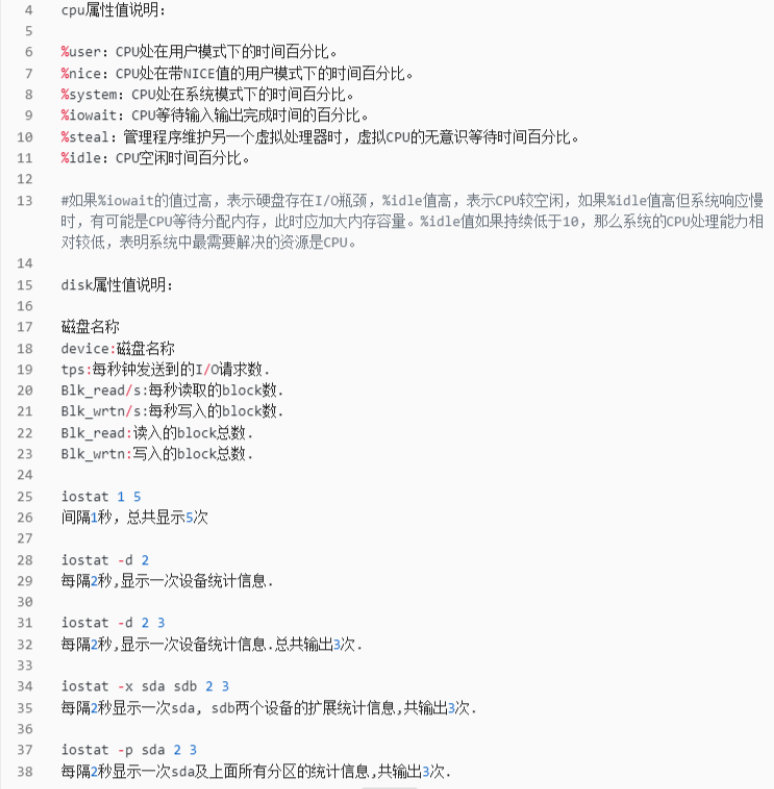 4 cpu属性值说明：
5
6 %user：CPU处在用户模式下的时间百分比。
7 %nice：CPU处在带NICE值的用户模式下的时间百分比。
8 %system：CPU处在系统模式下的时间百分比。
9 %iowait：CPU等待输入输出完成时间的百分比。
10 %steal：管理程序维护另一个虚拟处理器时，虚拟CPU的无意识等待时间百分比。
11 %idle：CPU空闲时间百分比。
12
13 #如果%iowait的值过高，表示硬盘存在I/O瓶颈，%idle值高，表示CPU较空闲，如果%idle值高但系统响应慢
时，有可能是CPU等待分配内存，此时应加大内存容量。%idle值如果持续低于10，那么系统的CPU处理能力相
对较低，表明系统中最需要解决的资源是CPU。
14
15 disk属性值说明：
16
17 磁盘名称
18 device:磁盘名称
19 tps:每秒钟发送到的I/O请求数.
20 Blk_read/s:每秒读取的block数.
21 Blk_wrtn/s:每秒写入的block数.
22 Blk_read:读入的block总数.
23 Blk_wrtn:写入的block总数.
24
25 iostat 1 5
26 间隔1秒，总共显示5次
27
28 iostat -d 2
29 每隔2秒,显示一次设备统计信息.
30
31 iostat -d 2 3
32 每隔2秒,显示一次设备统计信息.总共输出3次.
33
34 iostat -x sda sdb 2 3
35 每隔2秒显示一次sda, sdb两个设备的扩展统计信息,共输出3次.
36
37 iostat -p sda 2 3
38 每隔2秒显示一次sda及上面所有分区的统计信息,共输出3次.